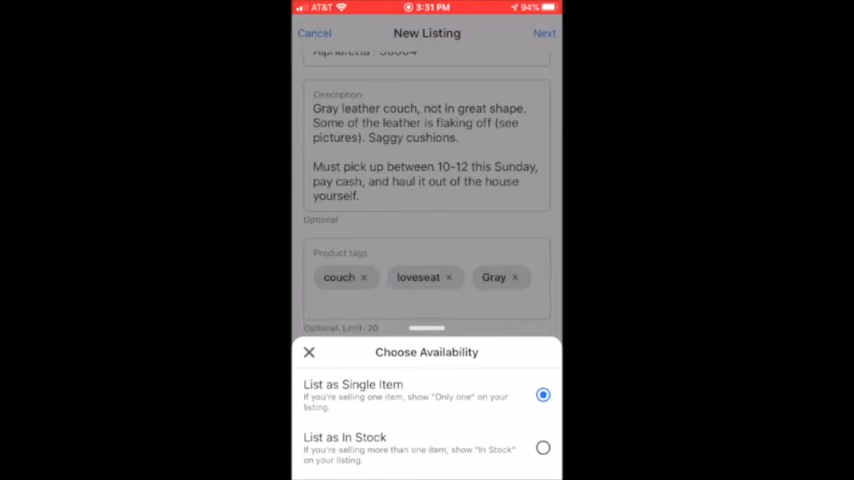 AT&T 3:31 PM 94%
Cancel New Listing Next
Description
Gray leather couch, not in great shape.
Some of the leather is flaking off (see
pictures). Saggy cushions.
Must pick up between 10-12 this Sunday,
pay cash, and haul it out of the house
yourself.
Optional
Product tags
couch × loveseat × Gray ×
Optional. Limit: 20
Choose Availability
List as Single Item
If you're selling one item, show "Only one" on your
listing.
List as In Stock
If you're selling more than one item, show "In Stock"
on your listing.